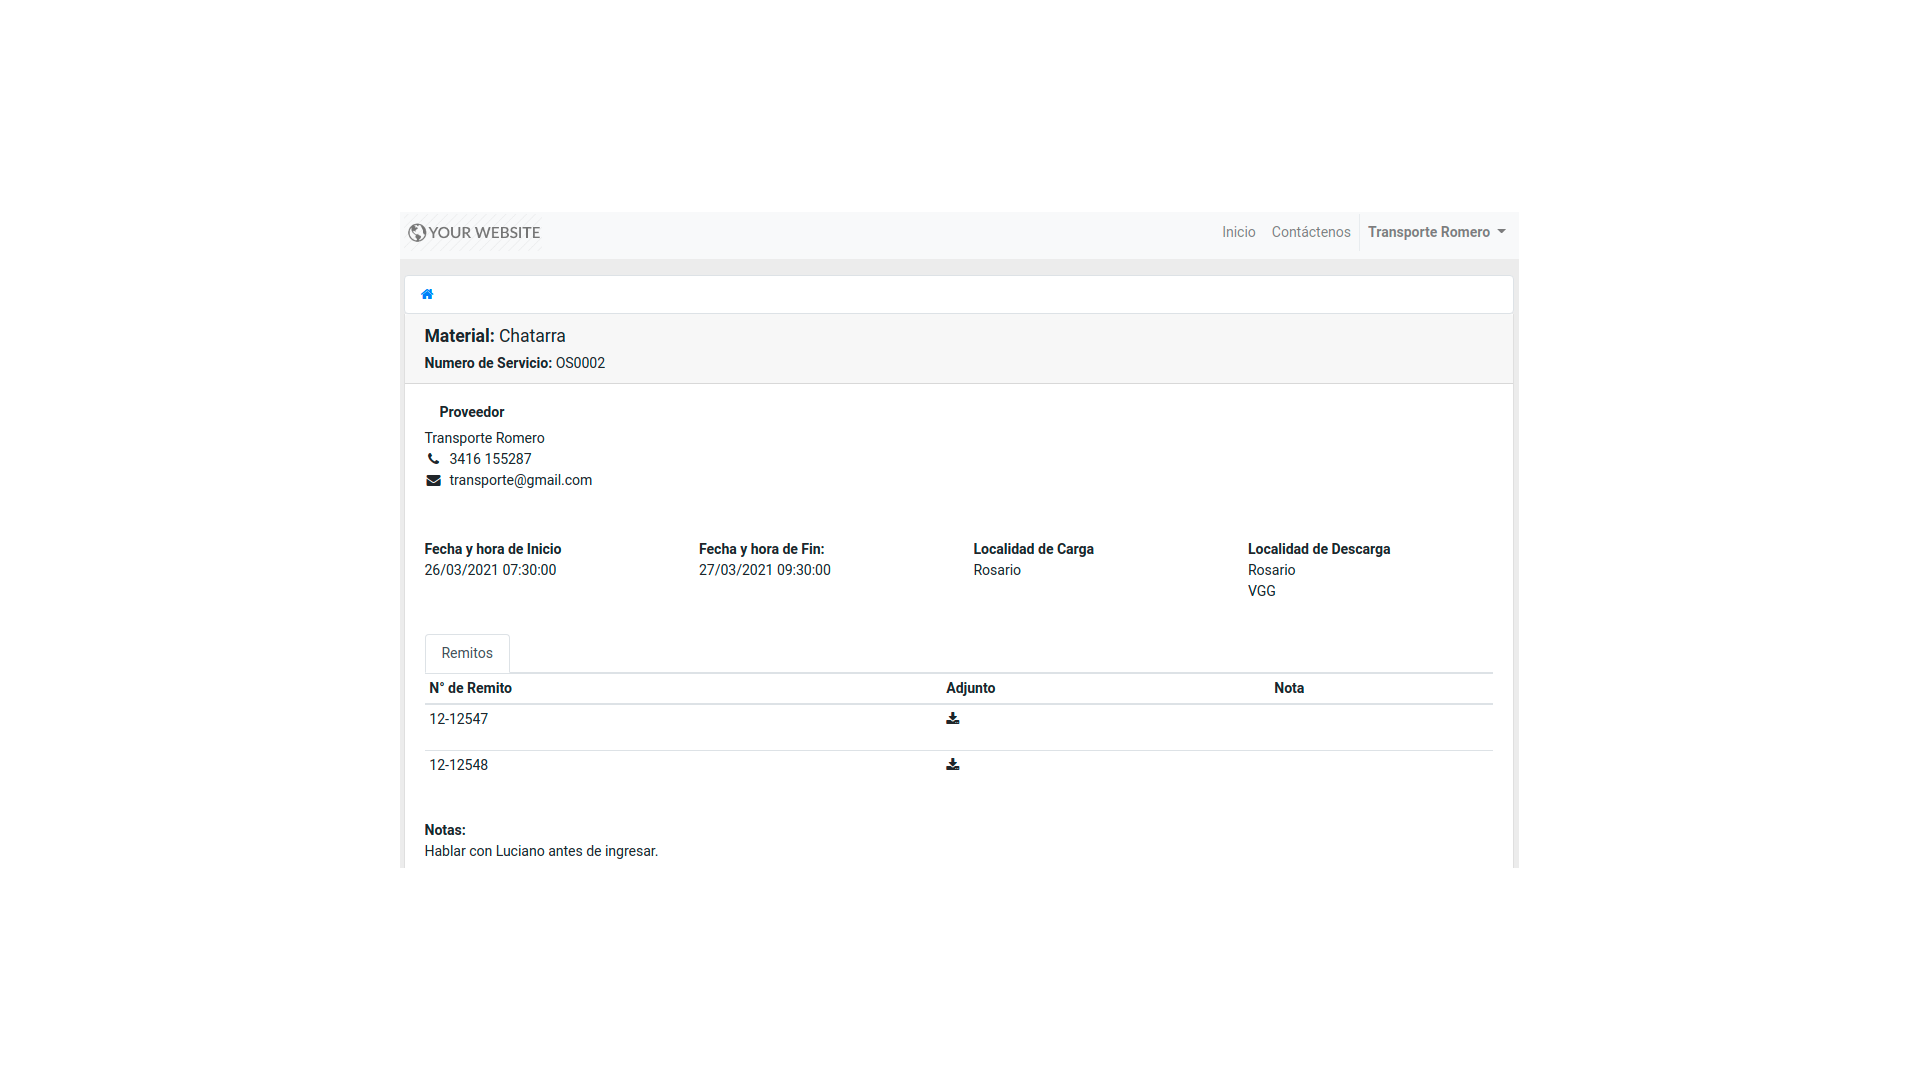 YOUR WEBSITE
Inicio Contáctenos Transporte Romero
Material: Chatarra
Numero de Servicio: OS0002
Proveedor
Transporte Romero
3416 155287
transporte@gmail.com
Fecha y hora de Inicio Fecha y hora de Fin: Localidad de Carga Localidad de Descarga
26/03/2021 07:30:00 27/03/2021 09:30:00 Rosario Rosario
VGG
Remitos
N° de Remito Adjunto Nota
12-12547
12-12548
Notas:
Hablar con Luciano antes de ingresar.